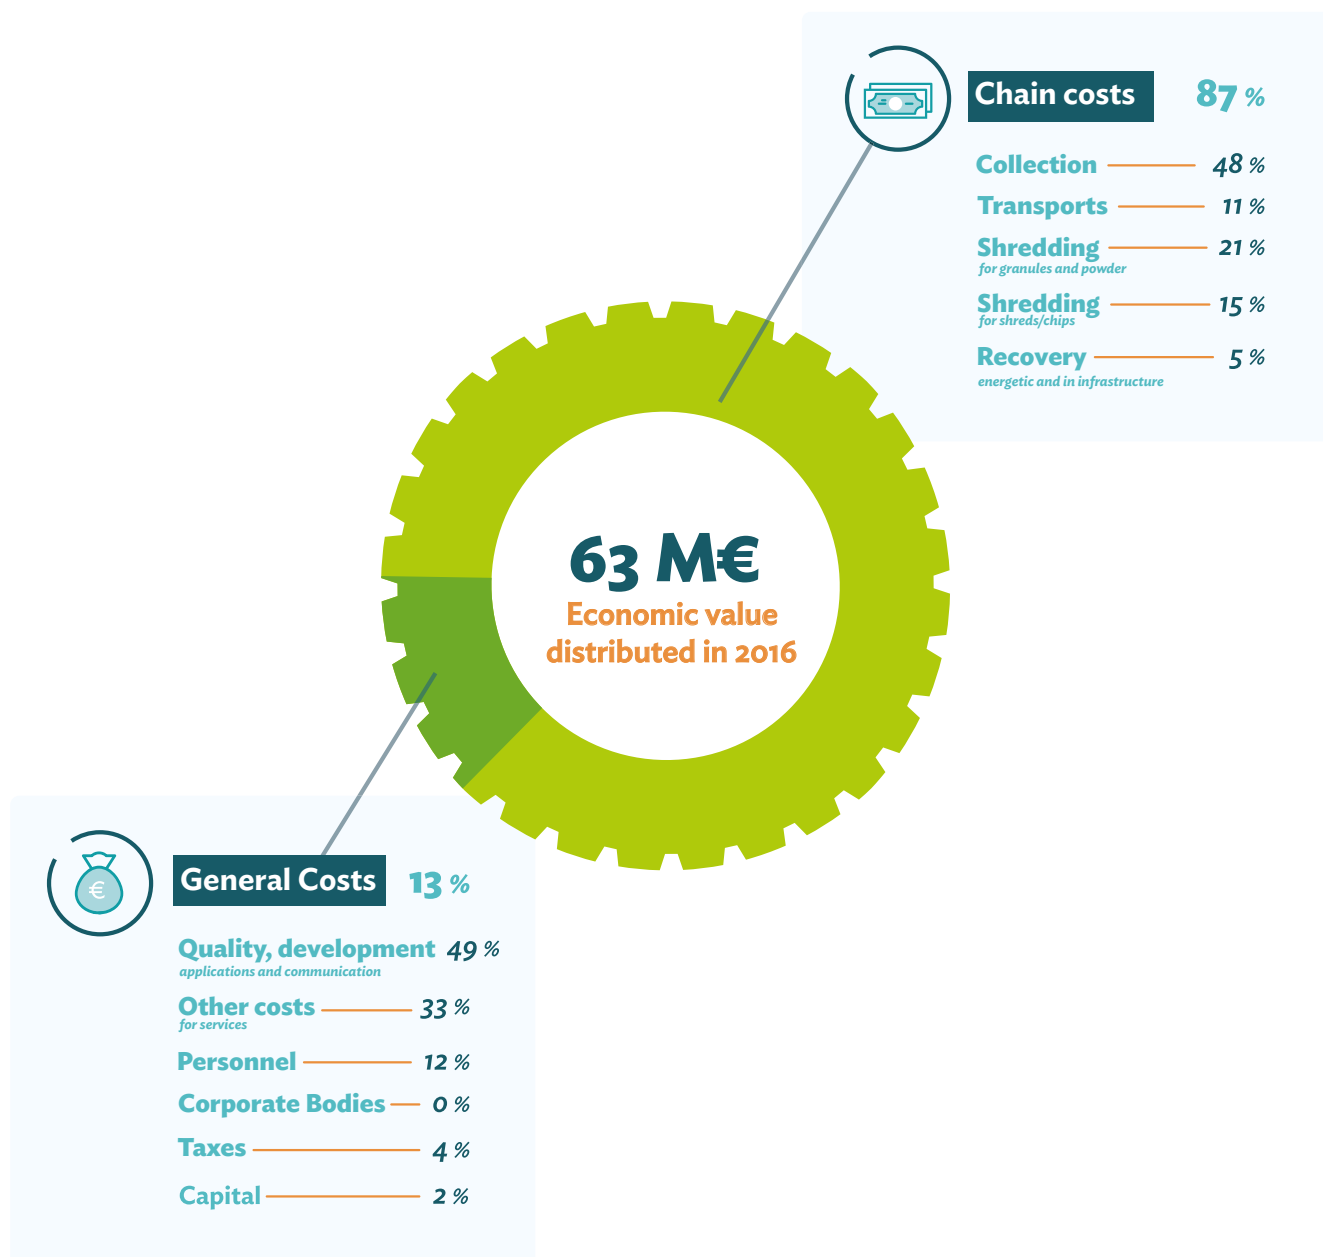 Chain costs 87 %
Collection 48 %
Transports 11 %
Shredding 21 %
for granules and powder
Shredding 15 %
for shreds/chips
Recovery 5 %
energetic and in infrastructure
63 M€
Economic value
distributed in 2016
€
General Costs 13 %
Quality, development 49 %
applications and communication
Other costs 33 %
for services
Personnel 12 %
Corporate Bodies 0 %
Taxes 4 %
Capital 2 %